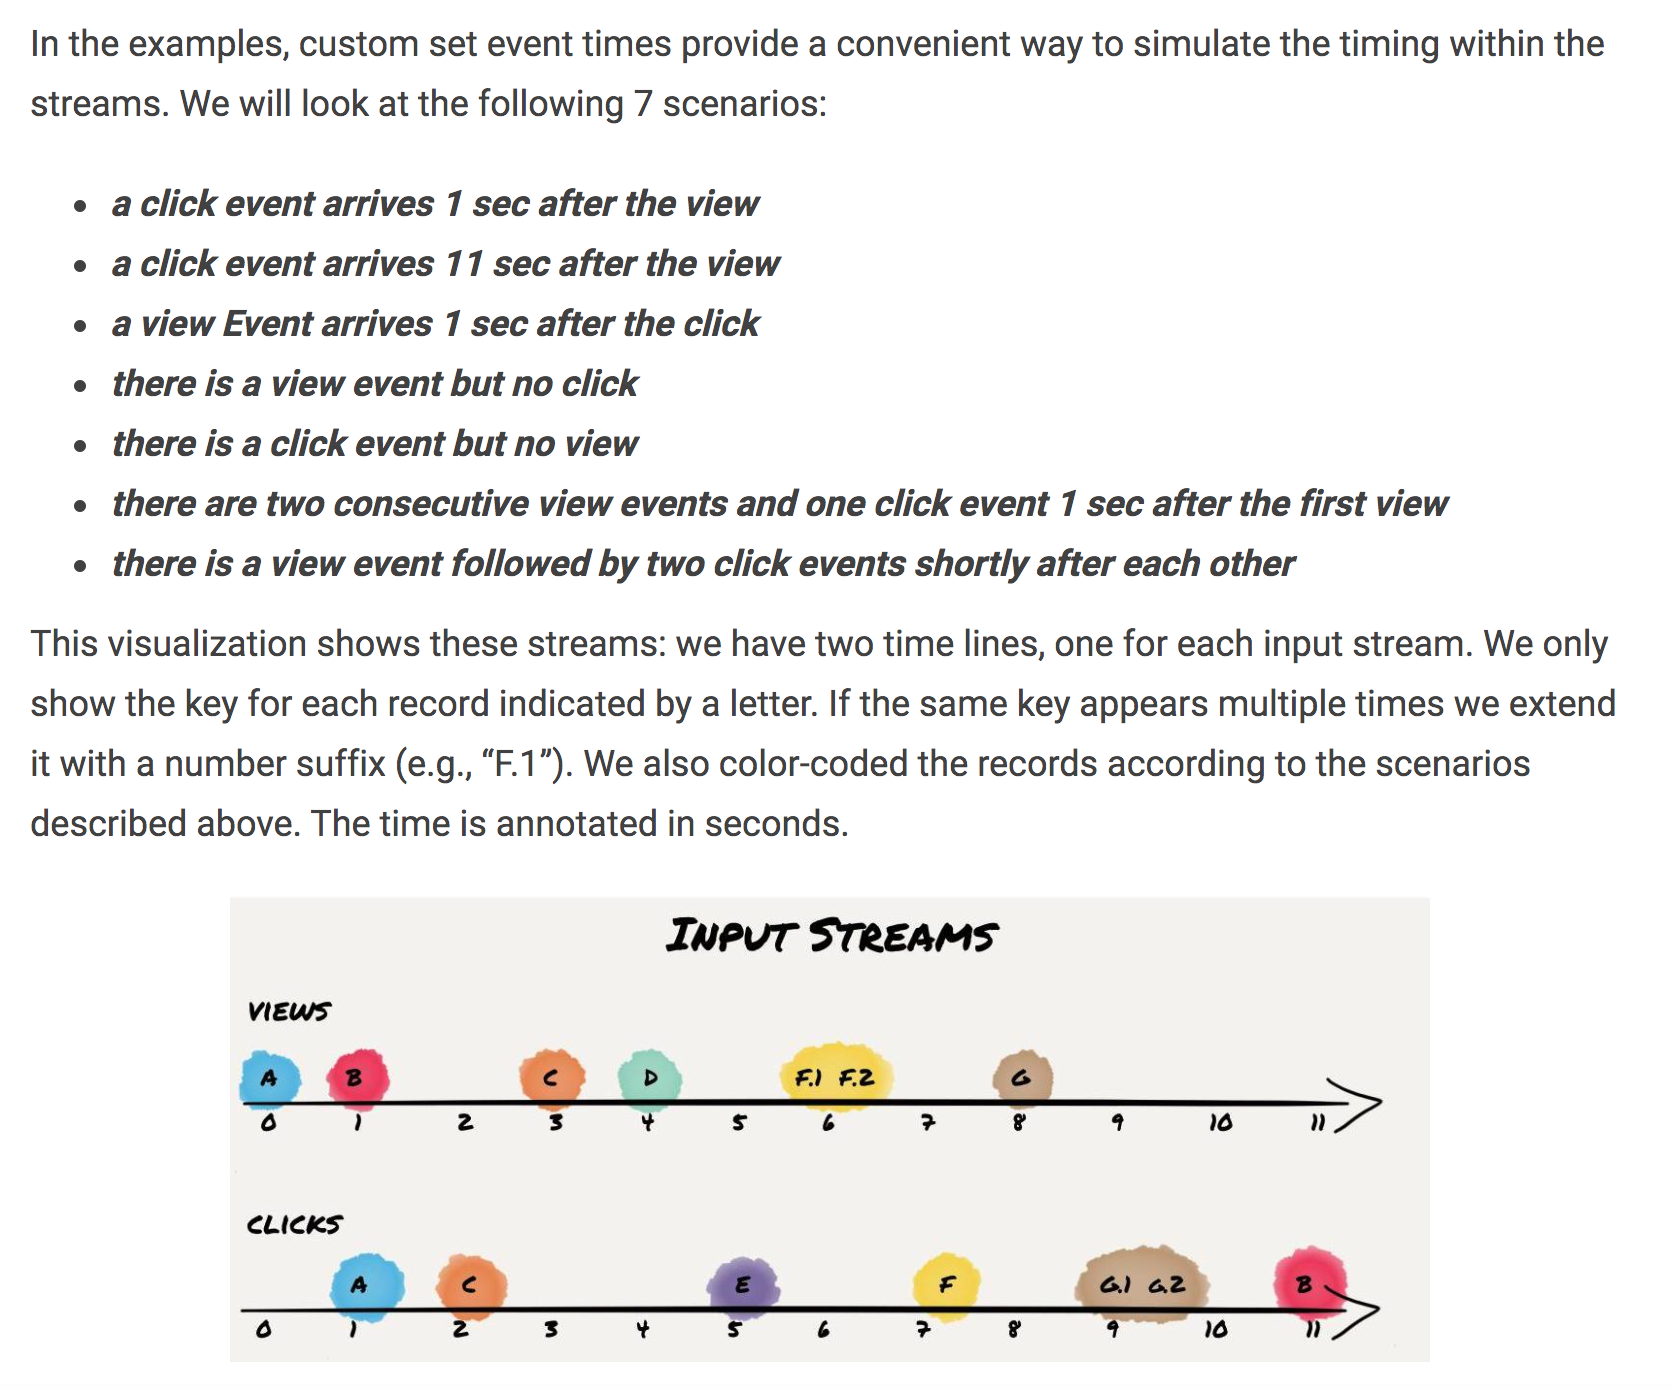 In the examples, custom set event times provide a convenient way to simulate the timing within the
streams. We will look at the following 7 scenarios:
• a click event arrives 1 sec after the view
• a click event arrives 11 sec after the view
• a view Event arrives 1 sec after the click
• there is a view event but no click
• there is a click event but no view
• there are two consecutive view events and one click event 1 sec after the first view
• there is a view event followed by two click events shortly after each other
This visualization shows these streams: we have two time lines, one for each input stream. We only
show the key for each record indicated by a letter. If the same key appears multiple times we extend
it with a number suffix (e.g., “F.1”). We also color-coded the records according to the scenarios
described above. The time is annotated in seconds.
INPUT STREAMS
VIEWS
A B C D F.1 F.2 G
0 1 2 3 4 5 6 7 8 9 10 11
CLICKS
A C E F G.1 G.2 B
0 1 2 3 4 5 6 7 8 9 10 11